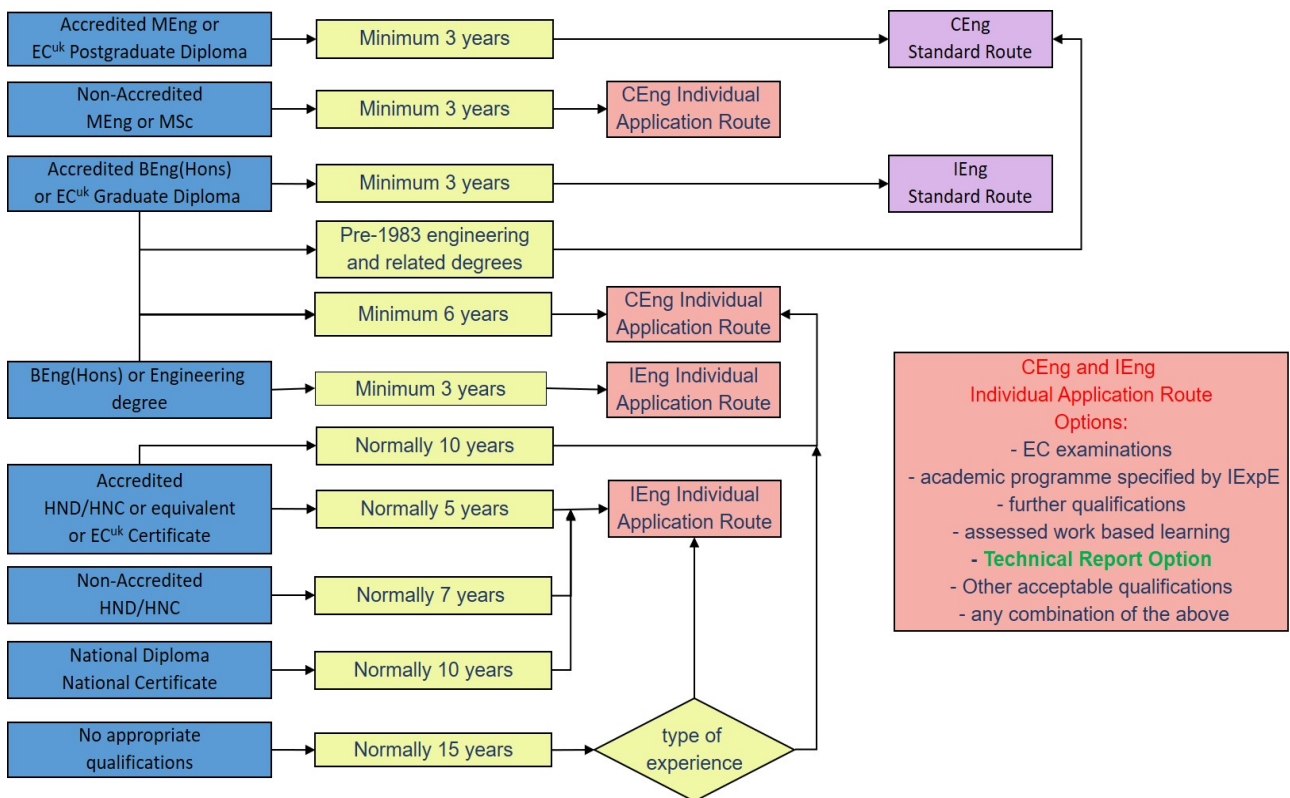 Accredited MEng or
ECᵘᵏ Postgraduate Diploma
Minimum 3 years
CEng
Standard Route
Non-Accredited
MEng or MSc
Minimum 3 years
CEng Individual
Application Route
Accredited BEng(Hons)
or ECᵘᵏ Graduate Diploma
Minimum 3 years
IEng
Standard Route
Pre-1983 engineering
and related degrees
Minimum 6 years
CEng Individual
Application Route
BEng(Hons) or Engineering
degree
Minimum 3 years
IEng Individual
Application Route
Normally 10 years
Accredited
HND/HNC or equivalent
or ECᵘᵏ Certificate
Normally 5 years
IEng Individual
Application Route
Non-Accredited
HND/HNC
Normally 7 years
National Diploma
National Certificate
Normally 10 years
No appropriate
qualifications
Normally 15 years
type of
experience
CEng and IEng
Individual Application Route
Options:
- EC examinations
- academic programme specified by IExpE
- further qualifications
- assessed work based learning
- Technical Report Option
- Other acceptable qualifications
- any combination of the above